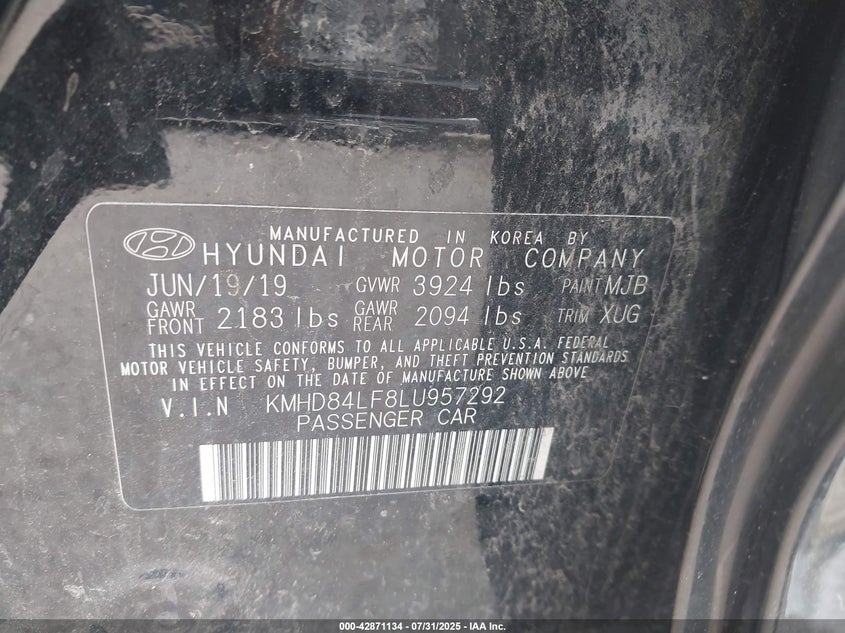 MANUFACTURED IN KOREA BY
HYUNDAI MOTOR COMPANY
JUN/19/19 GVWR 3924 lbs PAINT MJB
GAWR FRONT 2183 lbs GAWR REAR 2094 lbs TRIM XUG
THIS VEHICLE CONFORMS TO ALL APPLICABLE U.S.A. FEDERAL
MOTOR VEHICLE SAFETY, BUMPER, AND THEFT PREVENTION STANDARDS
IN EFFECT ON THE DATE OF MANUFACTURE SHOWN ABOVE
V.I.N KMHD84LF8LU957292
PASSENGER CAR
000-42871134 - 07/31/2025 - IAA Inc.